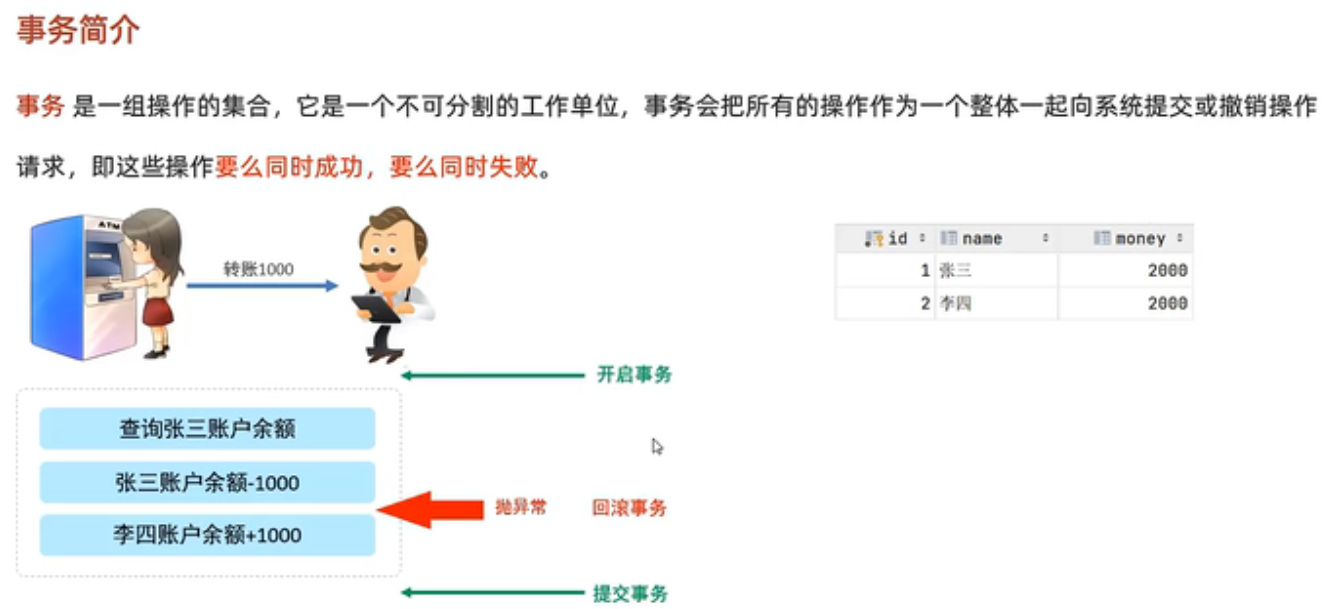 事务简介
事务 是一组操作的集合，它是一个不可分割的工作单位，事务会把所有的操作作为一个整体一起向系统提交或撤销操作
请求，即这些操作要么同时成功，要么同时失败。
ATM
转账1000
id name money
1 张三 2000
2 李四 2000
开启事务
查询张三账户余额
张三账户余额-1000
抛异常 回滚事务
李四账户余额+1000
提交事务